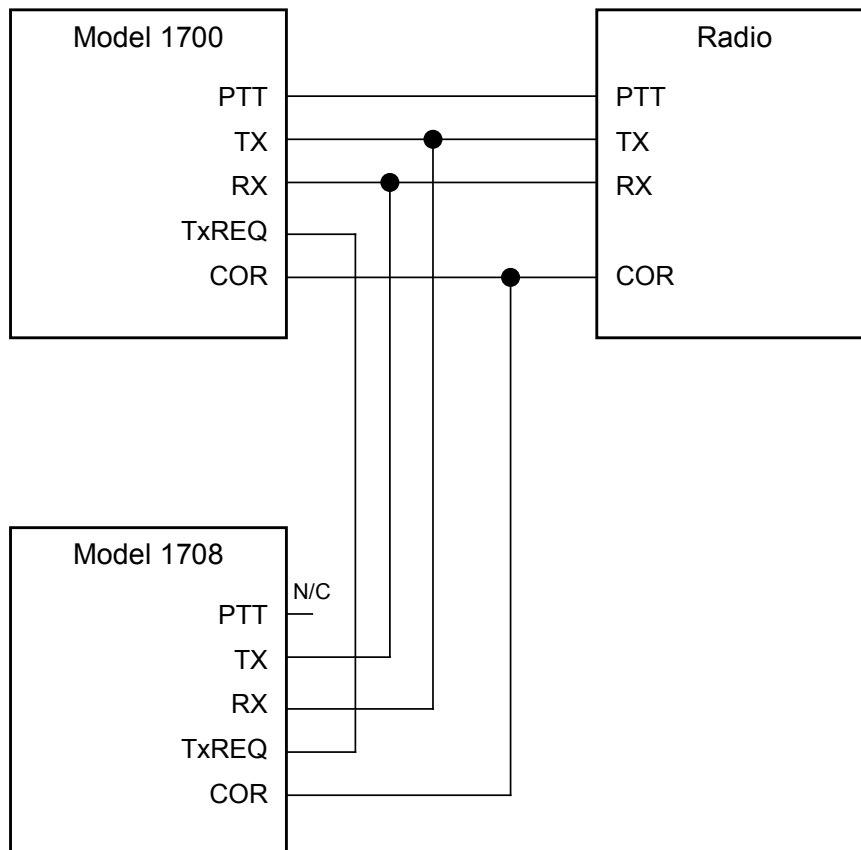 Model 1700
PTT
TX
RX
TxREQ
COR
Radio
PTT
TX
RX
COR
Model 1708
N/C
PTT
TX
RX
TxREQ
COR